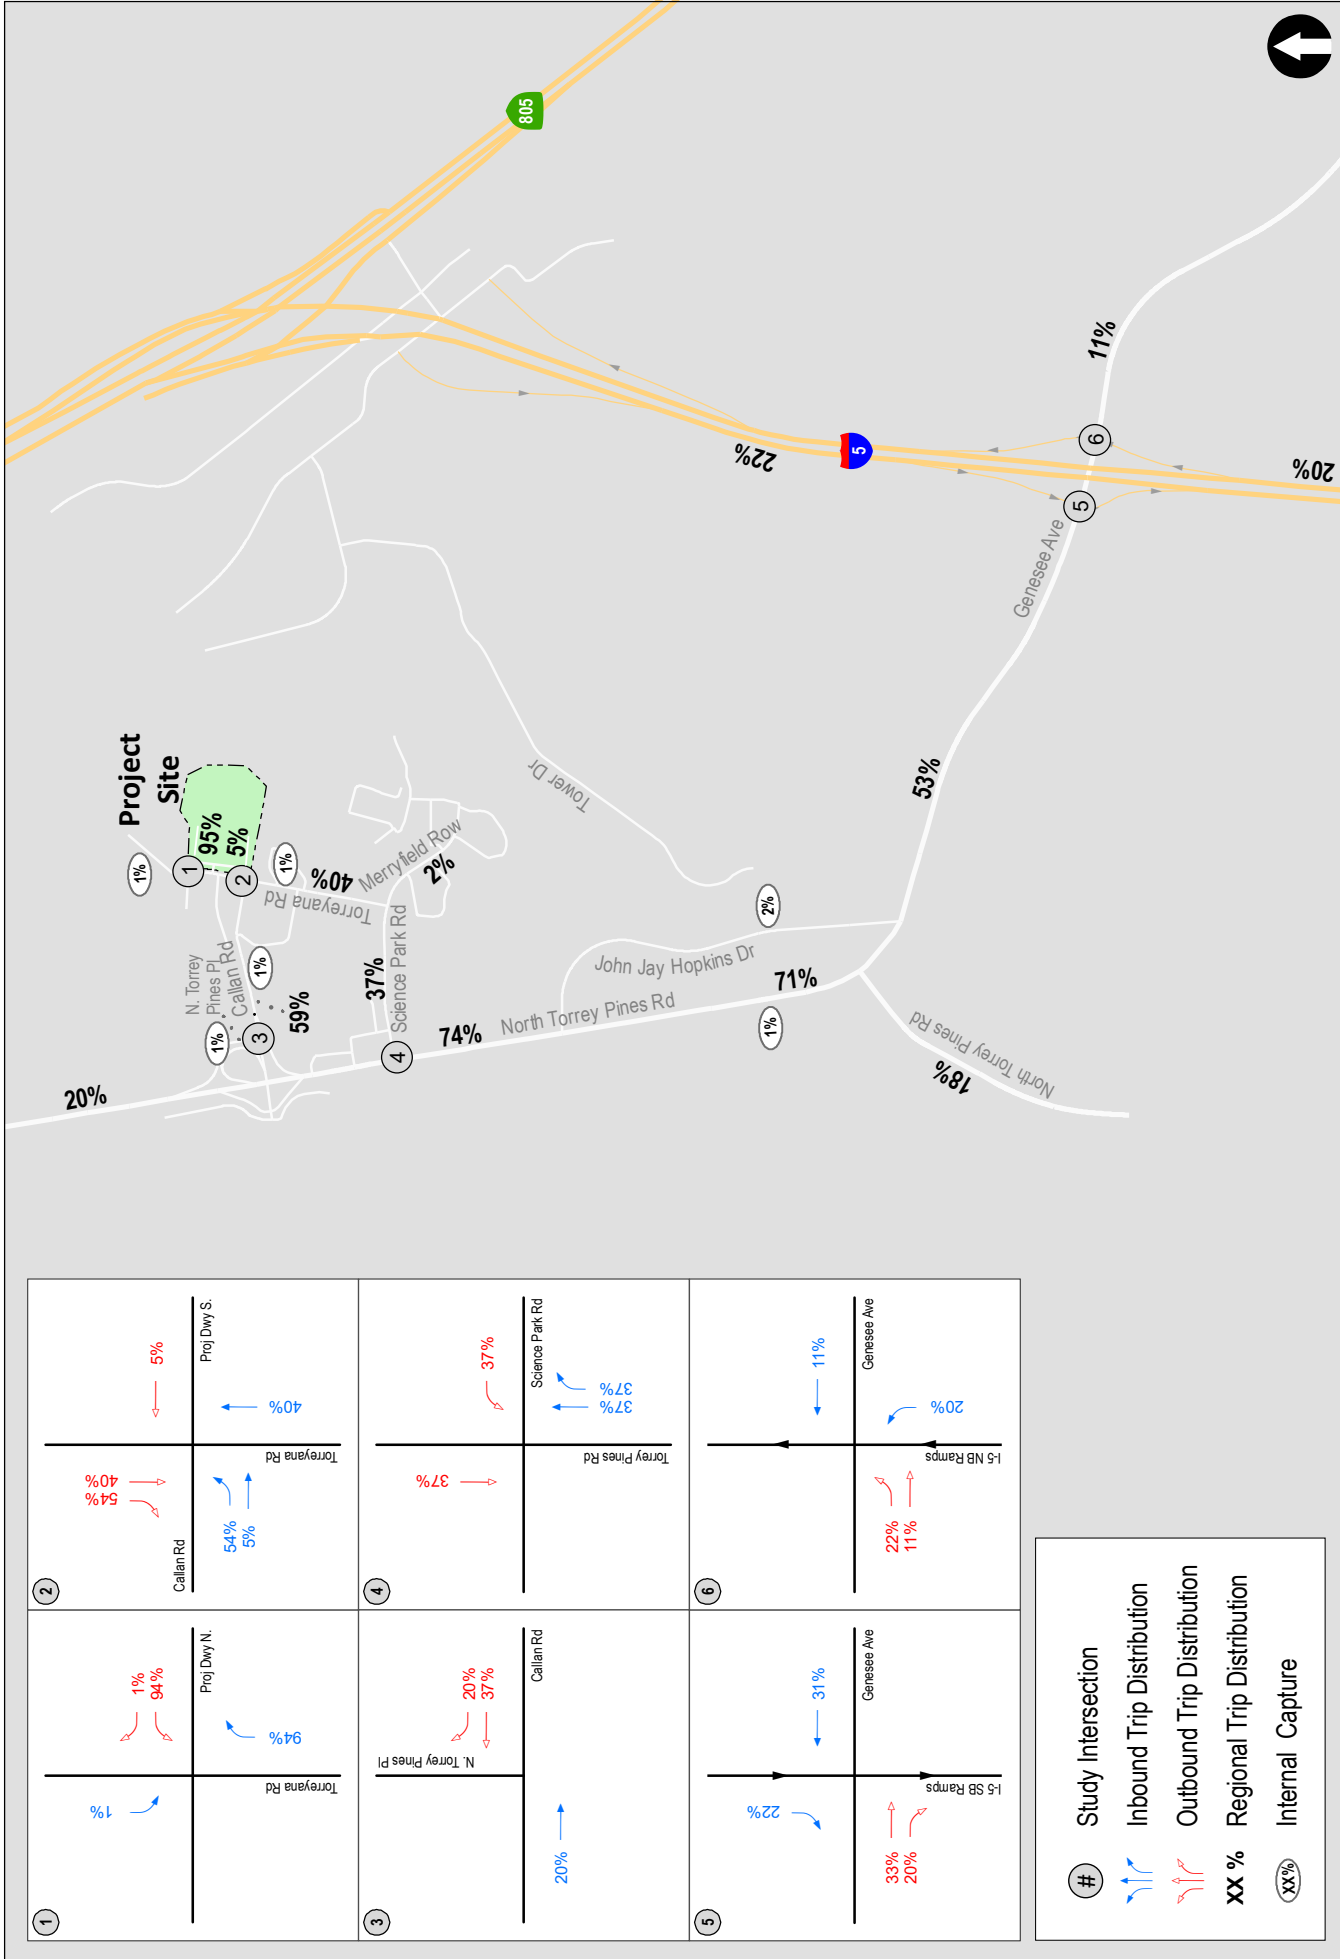 805
5
Project
Site
95%
5%
1
2
3
4
5
6
1%
1%
1%
1%
1%
2%
20%
59%
40%
37%
2%
74%
71%
18%
53%
22%
11%
20%
N. Torrey
Pines Pl
Callan Rd
Torreyana Rd
Merryfield Row
Science Park Rd
Tower Dr
John Jay Hopkins Dr
North Torrey Pines Rd
North Torrey Pines Rd
Genesee Ave
1
1%
1%
94%
94%
Proj Dwy N.
Torreyana Rd
2
54%
40%
5%
54%
5%
40%
Callan Rd
Proj Dwy S.
Torreyana Rd
3
20%
37%
20%
N. Torrey Pines Pl
Callan Rd
4
37%
37%
37%
37%
Science Park Rd
Torrey Pines Rd
5
22%
31%
33%
20%
Genesee Ave
I-5 SB Ramps
6
11%
22%
11%
20%
Genesee Ave
I-5 NB Ramps
# Study Intersection
Inbound Trip Distribution
Outbound Trip Distribution
XX % Regional Trip Distribution
XX% Internal Capture